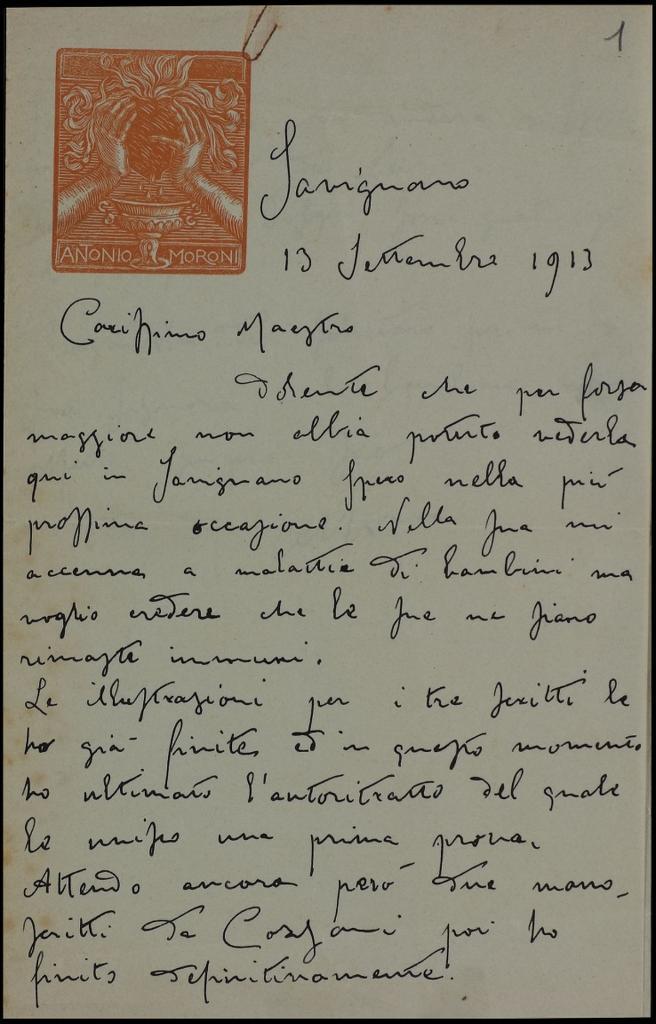 1
ANTONIO MORONI
Savignano
13 Settembre 1913
Carissimo Maestro
Dolente che per forza
maggiore non abbia potuto vederla
qui in Savignano spero nella più
prossima occasione. Nella sua mi
accenna a malattie di bambini ma
voglio credere che le sue ne siano
rimaste immuni.
Le illustrazioni per i tre scritti le
ho già finite ed in questo momento
ho ultimato l'autoritratto del quale
le unisco una prima prova.
Attendo ancora però due mano-
scritti da Cozzani poi ho
finito definitivamente.